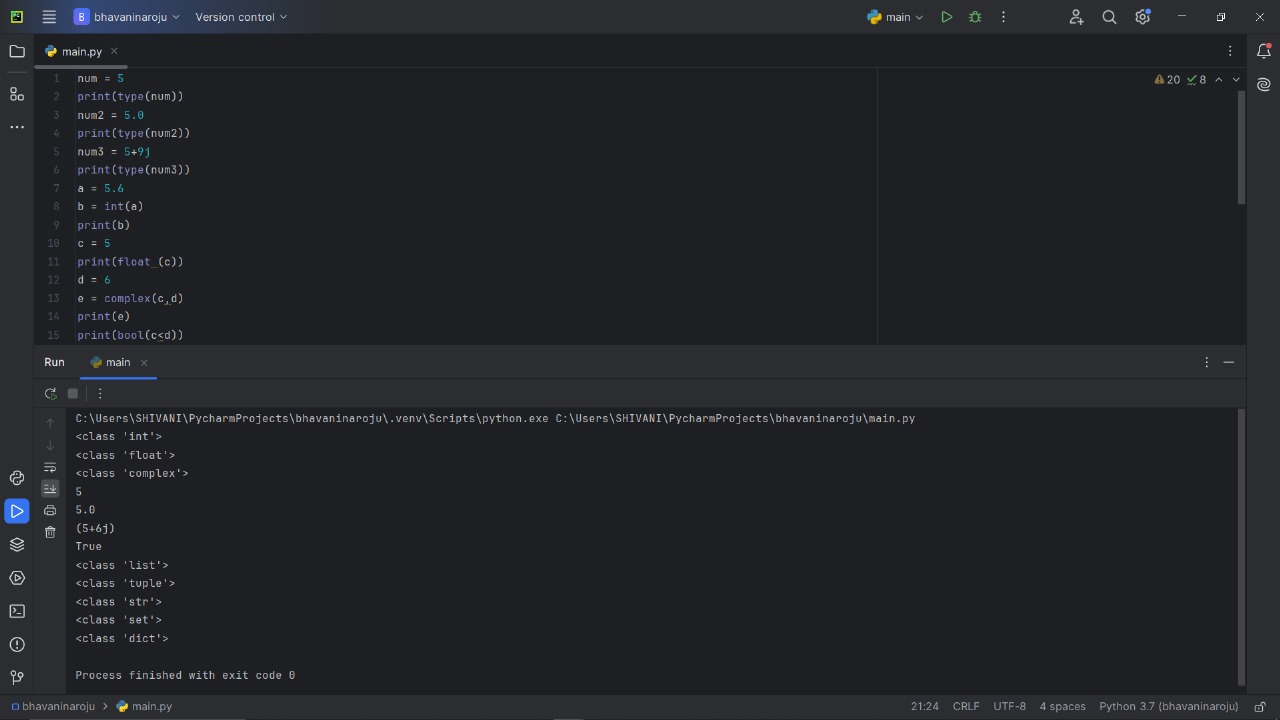 B bhavaninaroju Version control main
main.py
20 8
1 num = 5
2 print(type(num))
3 num2 = 5.0
4 print(type(num2))
5 num3 = 5+9j
6 print(type(num3))
7 a = 5.6
8 b = int(a)
9 print(b)
10 c = 5
11 print(float (c))
12 d = 6
13 e = complex(c,d)
14 print(e)
15 print(bool(c<d))
Run main
C:\Users\SHIVANI\PycharmProjects\bhavaninaroju\.venv\Scripts\python.exe C:\Users\SHIVANI\PycharmProjects\bhavaninaroju\main.py
<class 'int'>
<class 'float'>
<class 'complex'>
5
5.0
(5+6j)
True
<class 'list'>
<class 'tuple'>
<class 'str'>
<class 'set'>
<class 'dict'>
Process finished with exit code 0
bhavaninaroju > main.py 21:24 CRLF UTF-8 4 spaces Python 3.7 (bhavaninaroju)